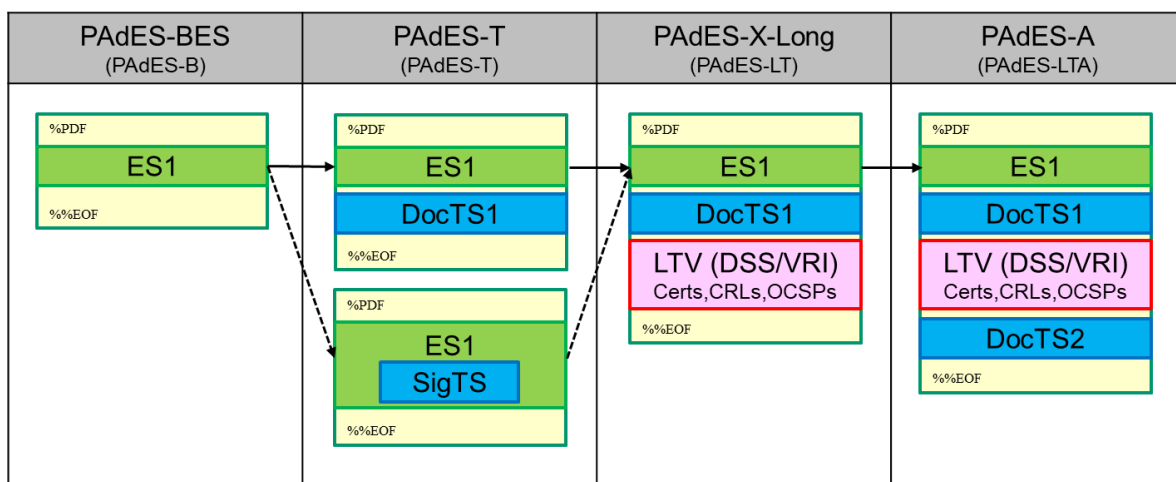 PAdES-BES
(PAdES-B)
PAdES-T
(PAdES-T)
PAdES-X-Long
(PAdES-LT)
PAdES-A
(PAdES-LTA)
%PDF
ES1
%%EOF
%PDF
ES1
DocTS1
%%EOF
%PDF
ES1
SigTS
%%EOF
%PDF
ES1
DocTS1
LTV (DSS/VRI)
Certs,CRLs,OCSPs
%%EOF
%PDF
ES1
DocTS1
LTV (DSS/VRI)
Certs,CRLs,OCSPs
DocTS2
%%EOF